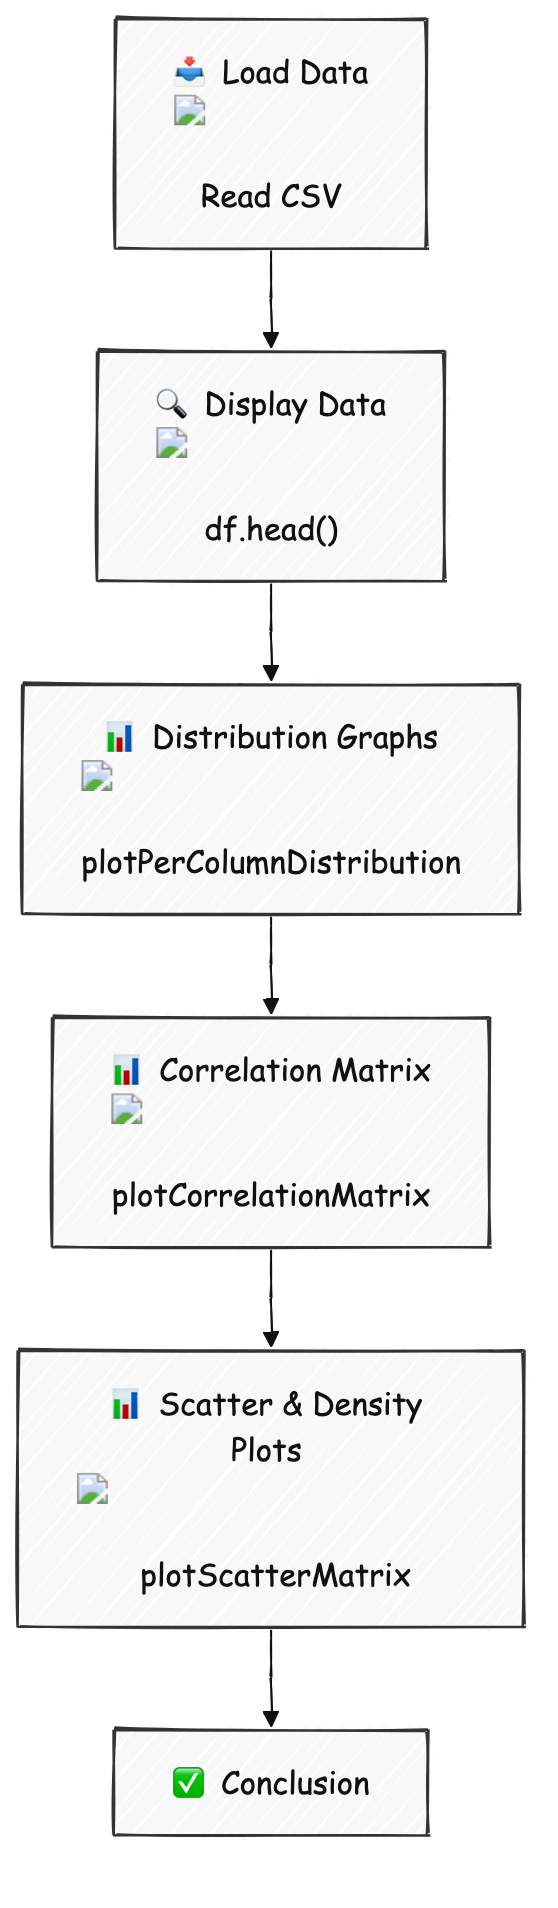 📥 Load Data
Read CSV
🔍 Display Data
df.head()
📊 Distribution Graphs
plotPerColumnDistribution
📊 Correlation Matrix
plotCorrelationMatrix
📊 Scatter & Density
Plots
plotScatterMatrix
✅ Conclusion